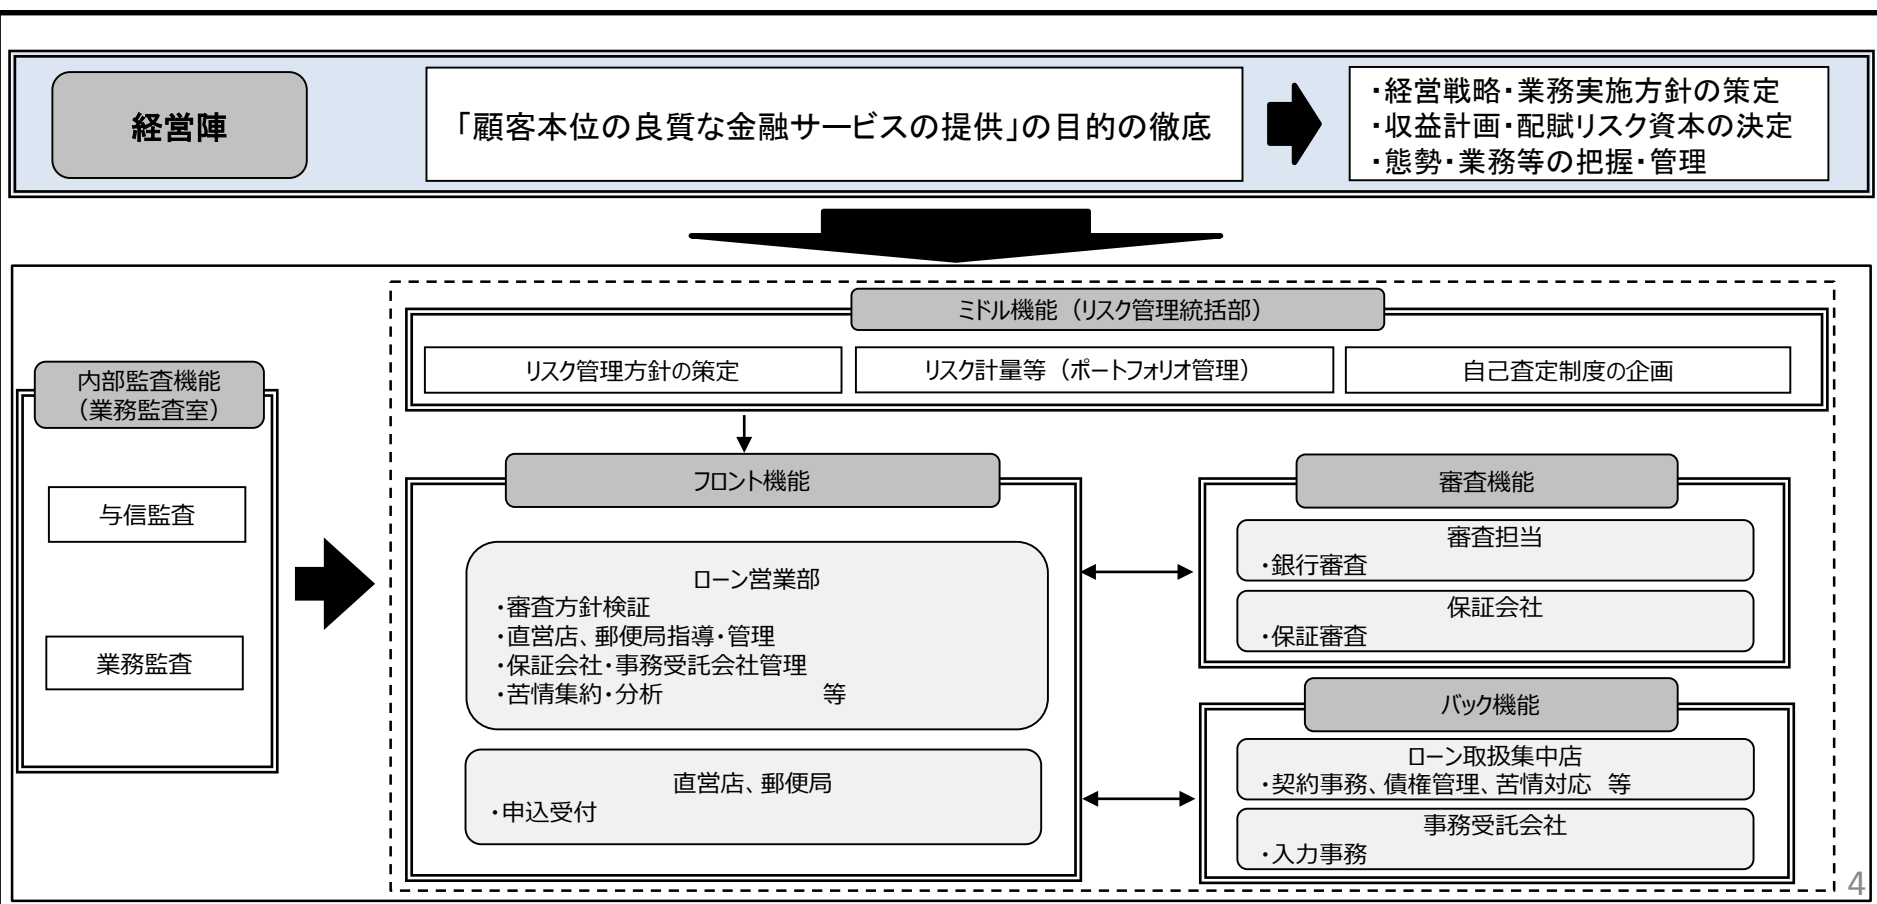 経営陣
「顧客本位の良質な金融サービスの提供」の目的の徹底
・経営戦略・業務実施方針の策定
・収益計画・配賦リスク資本の決定
・態勢・業務等の把握・管理
内部監査機能
（業務監査室）
与信監査
業務監査
ミドル機能（リスク管理統括部）
リスク管理方針の策定
リスク計量等（ポートフォリオ管理）
自己査定制度の企画
フロント機能
ローン営業部
・審査方針検証
・直営店、郵便局指導・管理
・保証会社・事務受託会社管理
・苦情集約・分析　等
直営店、郵便局
・申込受付
審査機能
審査担当
・銀行審査
保証会社
・保証審査
バック機能
ローン取扱集中店
・契約事務、債権管理、苦情対応　等
事務受託会社
・入力事務
4